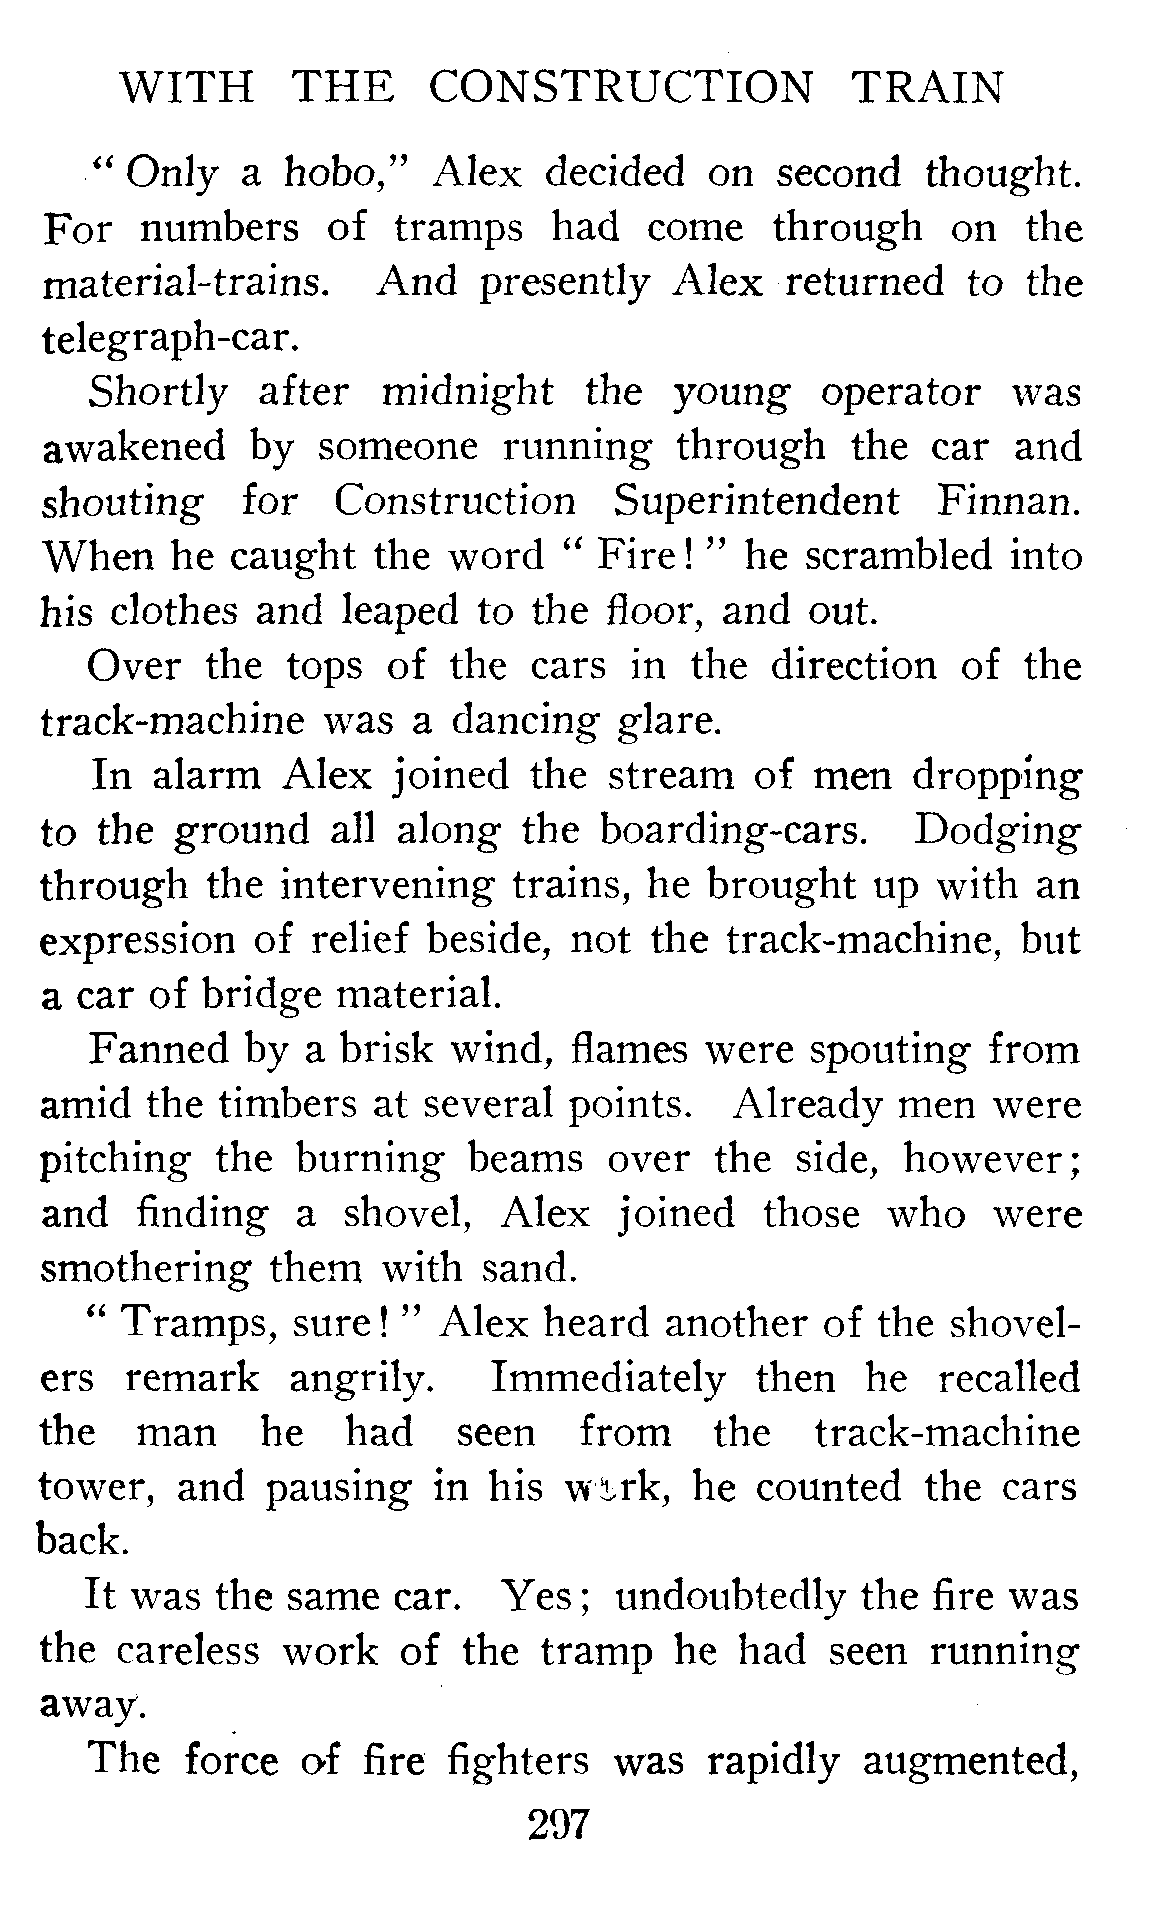 WITH THE CONSTRUCTION TRAIN
" Only a hobo," Alex decided on second thought.
For numbers of tramps had come through on the
material-trains. And presently Alex returned to the
telegraph-car.
Shortly after midnight the young operator was
awakened by someone running through the car and
shouting for Construction Superintendent Finnan.
When he caught the word " Fire! " he scrambled into
his clothes and leaped to the floor, and out.
Over the tops of the cars in the direction of the
track-machine was a dancing glare.
In alarm Alex joined the stream of men dropping
to the ground all along the boarding-cars. Dodging
through the intervening trains, he brought up with an
expression of relief beside, not the track-machine, but
a car of bridge material.
Fanned by a brisk wind, flames were spouting from
amid the timbers at several points. Already men were
pitching the burning beams over the side, however;
and finding a shovel, Alex joined those who were
smothering them with sand.
" Tramps, sure! " Alex heard another of the shovel-
ers remark angrily. Immediately then he recalled
the man he had seen from the track-machine
tower, and pausing in his work, he counted the cars
back.
It was the same car. Yes; undoubtedly the fire was
the careless work of the tramp he had seen running
away.
The force of fire fighters was rapidly augmented,
297